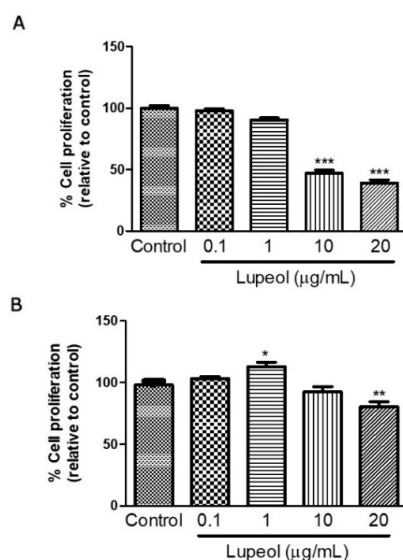 A
% Cell proliferation
(relative to control)
150
100
50
0
***
***
Control
0.1
1
10
20
Lupeol (µg/mL)
B
% Cell proliferation
(relative to control)
150
100
50
0
*
**
Control
0.1
1
10
20
Lupeol (µg/mL)